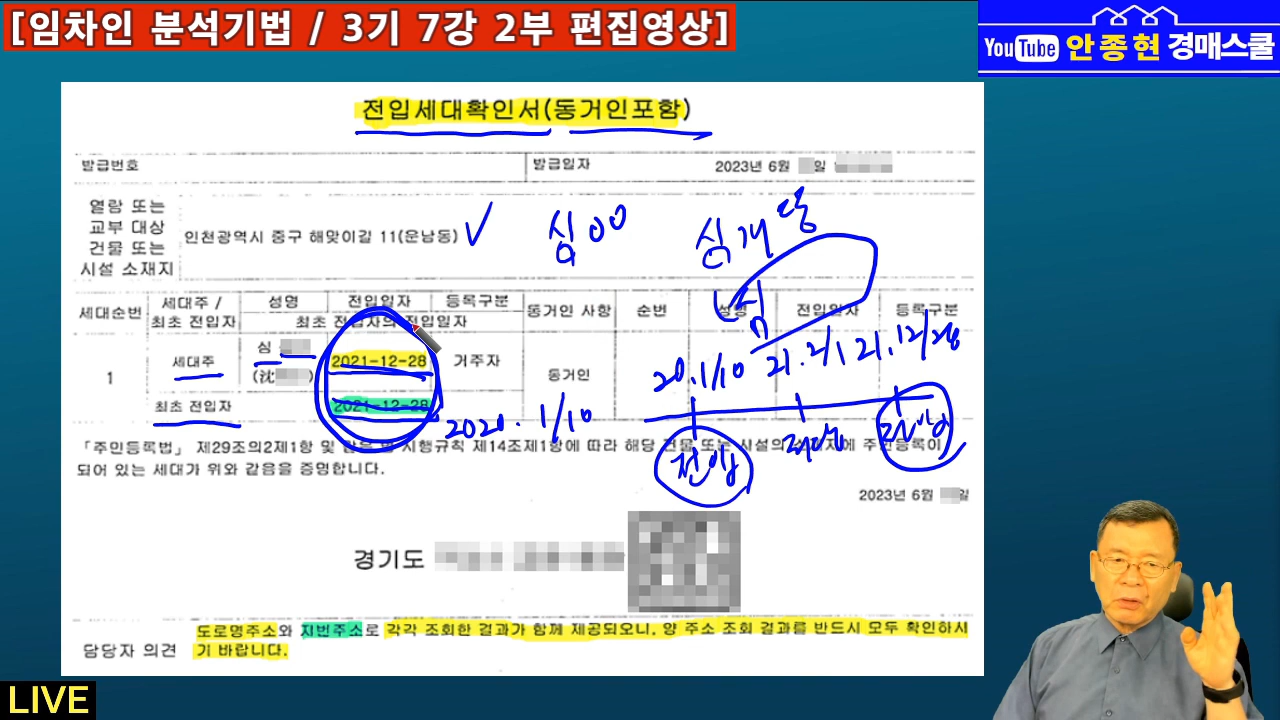 [임차인 분석기법 / 3기 7강 2부 편집영상]
YouTube 안종현 경매스쿨
전입세대확인서(동거인포함)
발급번호 발급일자 2023년 6월 일
열람 또는
교부 대상
건물 또는
시설 소재지
인천광역시 중구 해맞이길 11(운남동)
심00
심개똥
심
세대순번 세대주 / 성명 전입일자 등록구분 동거인 사항 순번 성명 전입일자 등록구분
최초 전입자 최초 전입자의 전입일자
1 세대주 심 2021-12-28 거주자 동거인
(沈 )
최초 전입자 2021-12-28
2020. 1/10
20.1/10 21.2/1 21.12/28
전입
「주민등록법」 제29조의2제1항 및 같은 법 시행규칙 제14조제1항에 따라 해당 건물 또는 시설의 소재지에 주민등록이
되어 있는 세대가 위와 같음을 증명합니다.
2023년 6월 일
경기도
담당자 의견
도로명주소와 지번주소로 각각 조회한 결과가 함께 제공되오니, 양 주소 조회 결과를 반드시 모두 확인하시
기 바랍니다.
LIVE